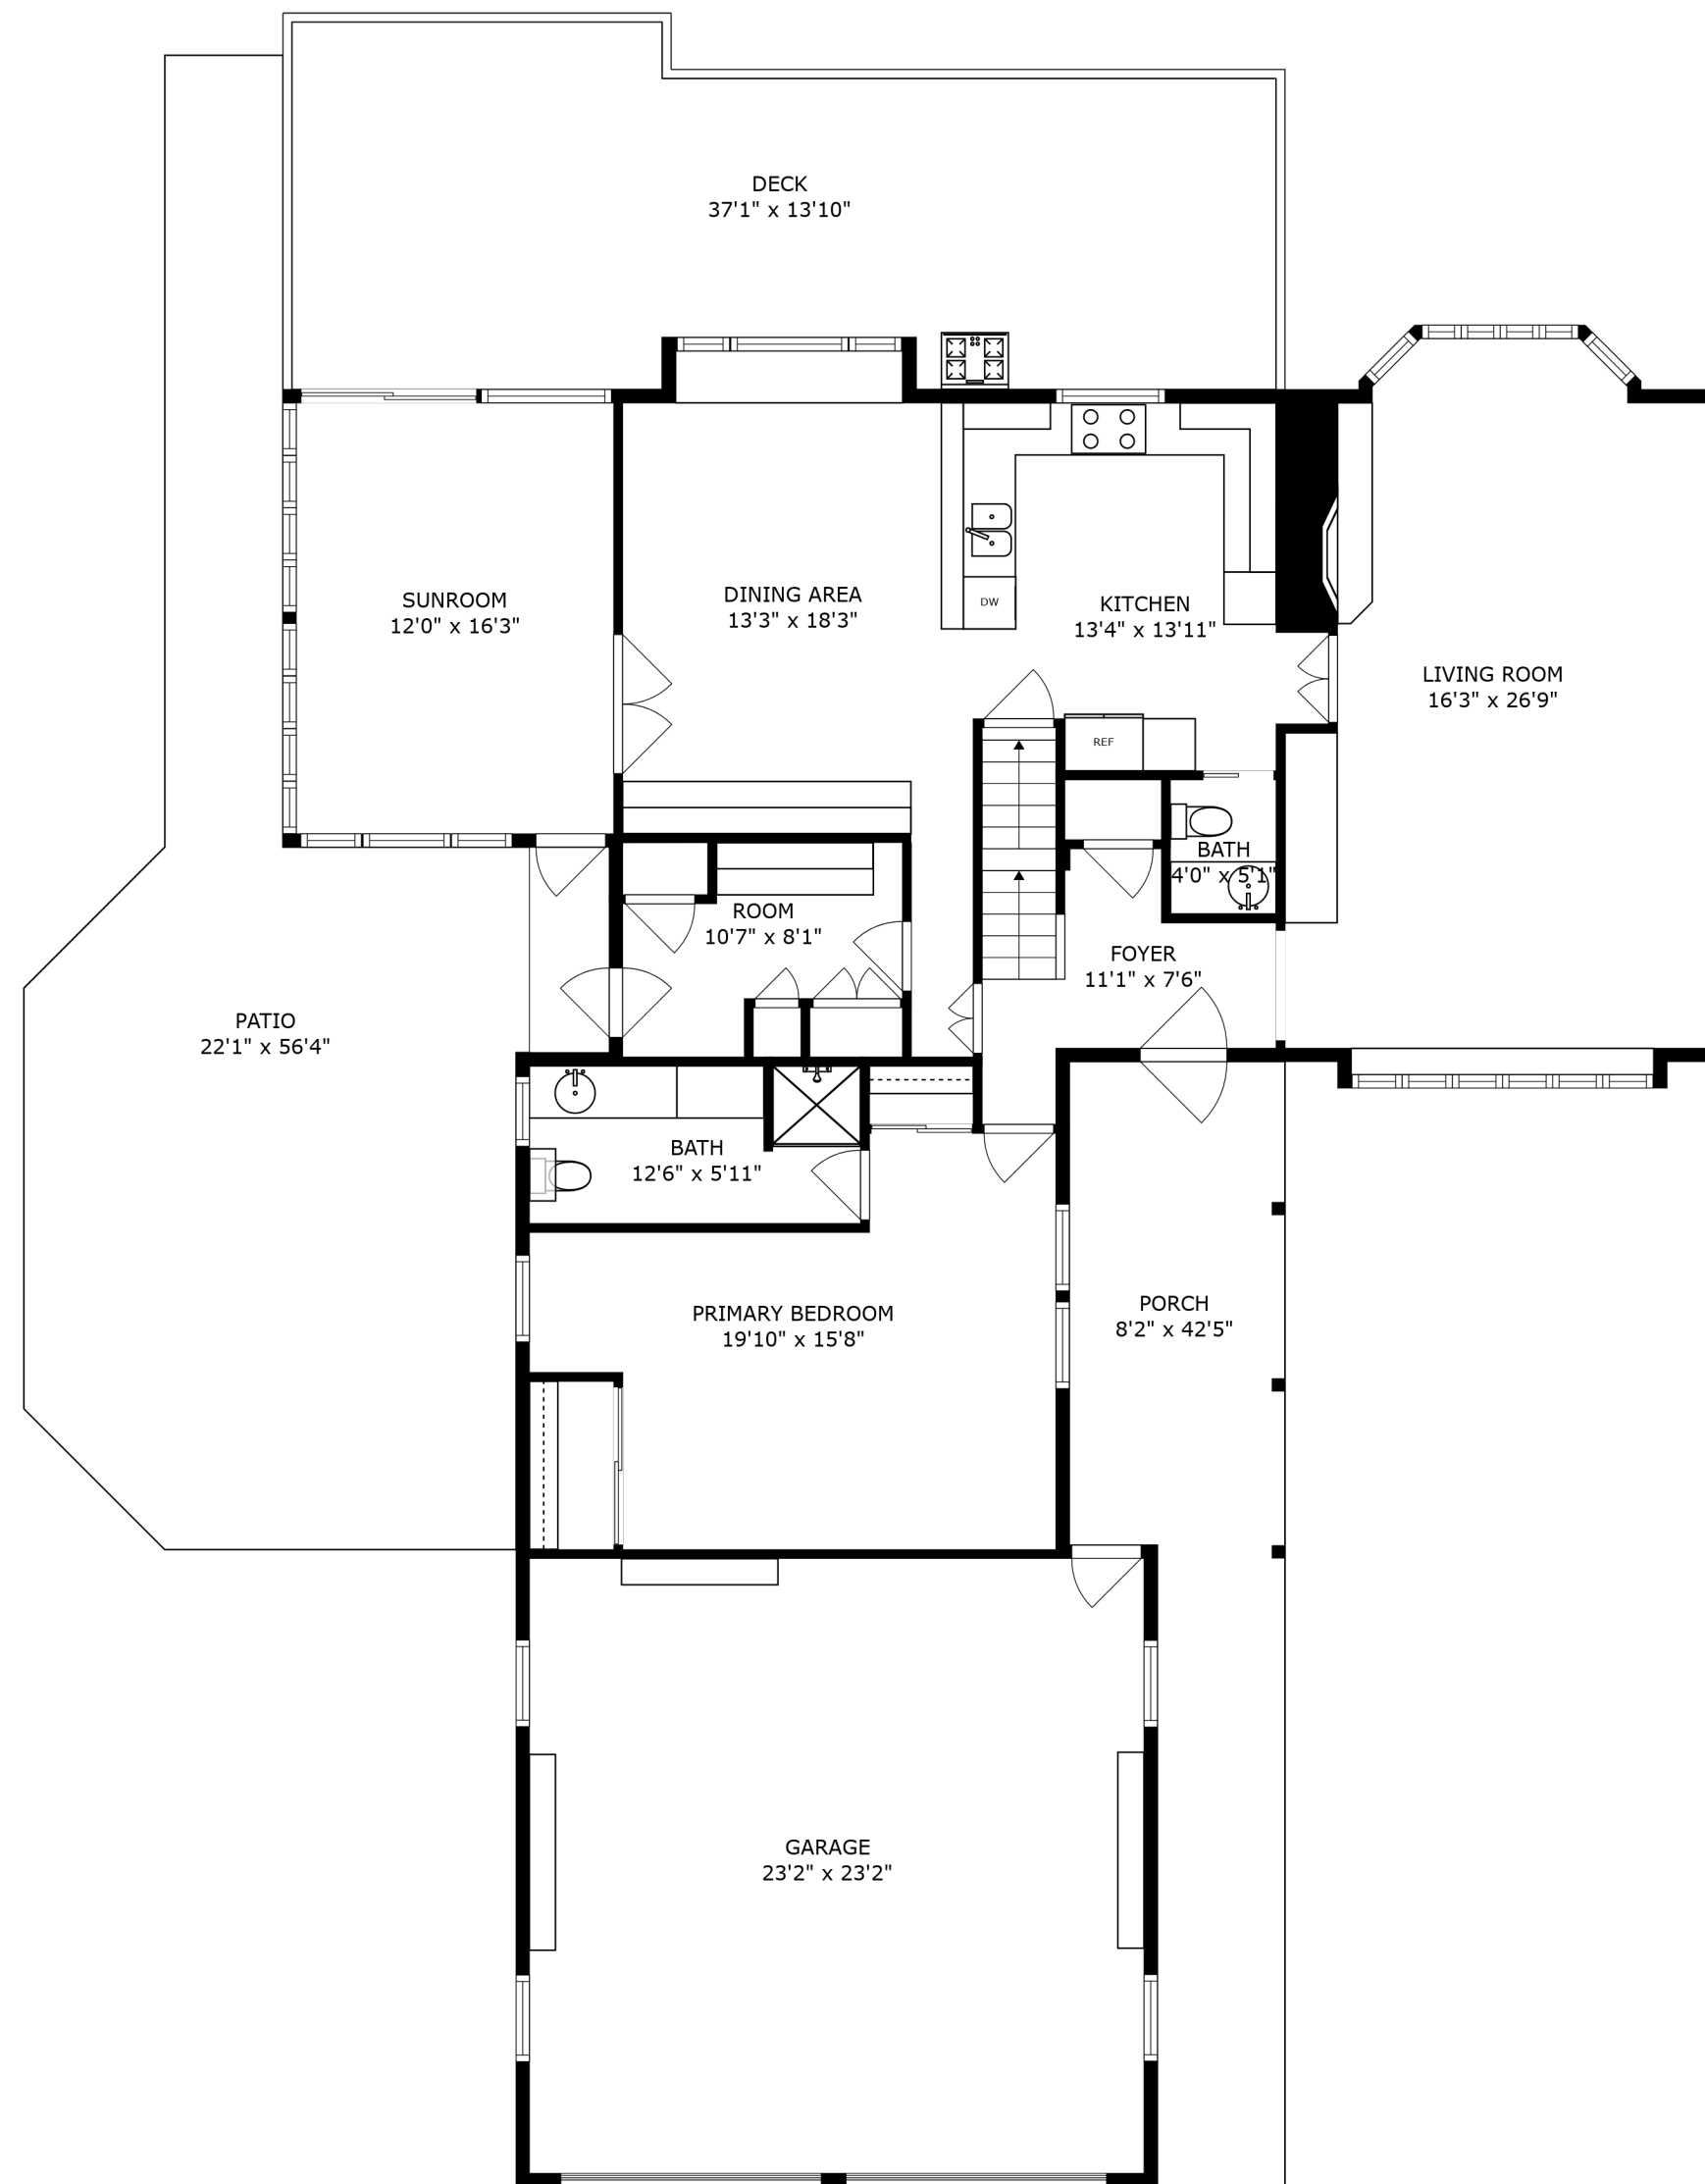 DECK
37'1" x 13'10"
SUNROOM
12'0" x 16'3"
DINING AREA
13'3" x 18'3"
DW
KITCHEN
13'4" x 13'11"
LIVING ROOM
16'3" x 26'9"
REF
BATH
4'0" x 5'1"
ROOM
10'7" x 8'1"
FOYER
11'1" x 7'6"
PATIO
22'1" x 56'4"
BATH
12'6" x 5'11"
PRIMARY BEDROOM
19'10" x 15'8"
PORCH
8'2" x 42'5"
GARAGE
23'2" x 23'2"